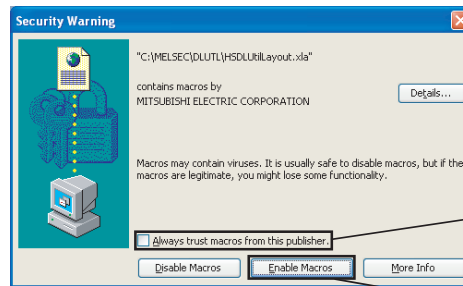 Security Warning
"C:\MELSEC\DLUTL\HSDLUtilLayout.xla"
contains macros by
MITSUBISHI ELECTRIC CORPORATION
Details...
Macros may contain viruses. It is usually safe to disable macros, but if the
macros are legitimate, you might lose some functionality.
Always trust macros from this publisher.
Disable Macros
Enable Macros
More Info